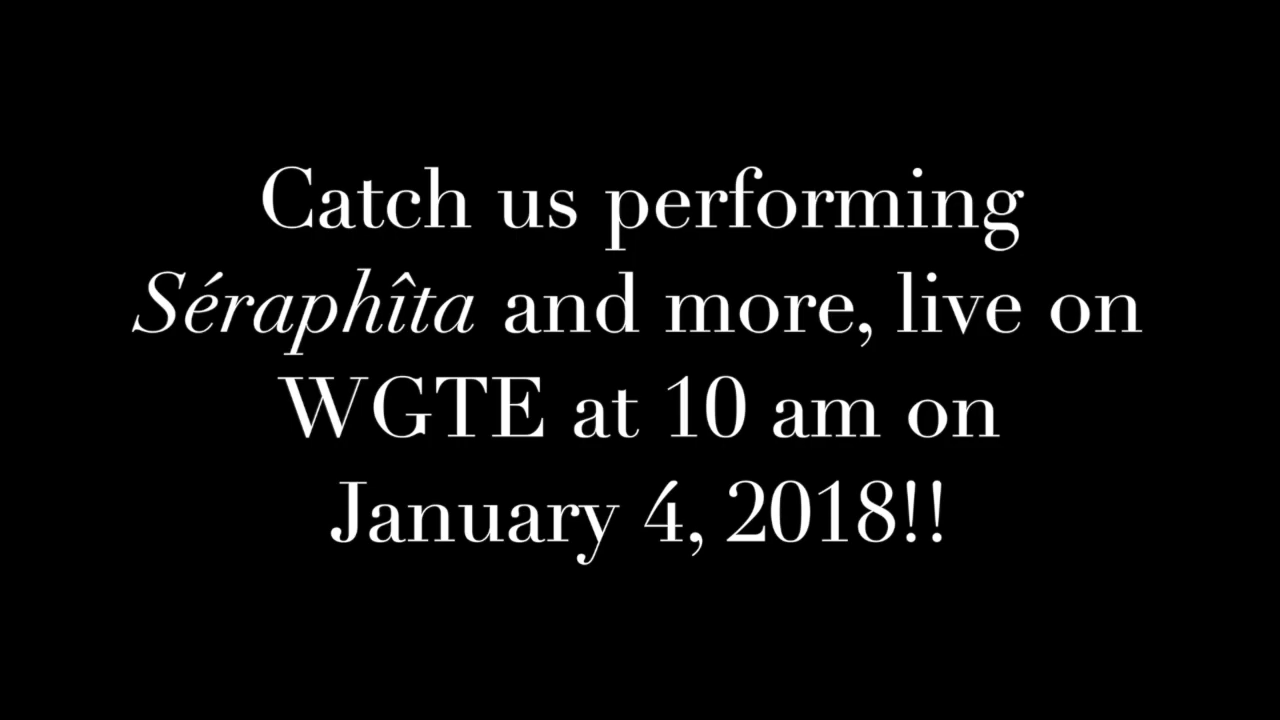 Catch us performing
Séraphîta and more, live on
WGTE at 10 am on
January 4, 2018!!